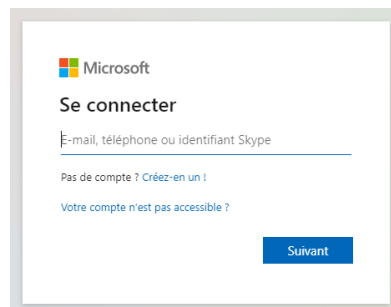 Microsoft
Se connecter
E-mail, téléphone ou identifiant Skype
Pas de compte ? Créez-en un !
Votre compte n'est pas accessible ?
Suivant